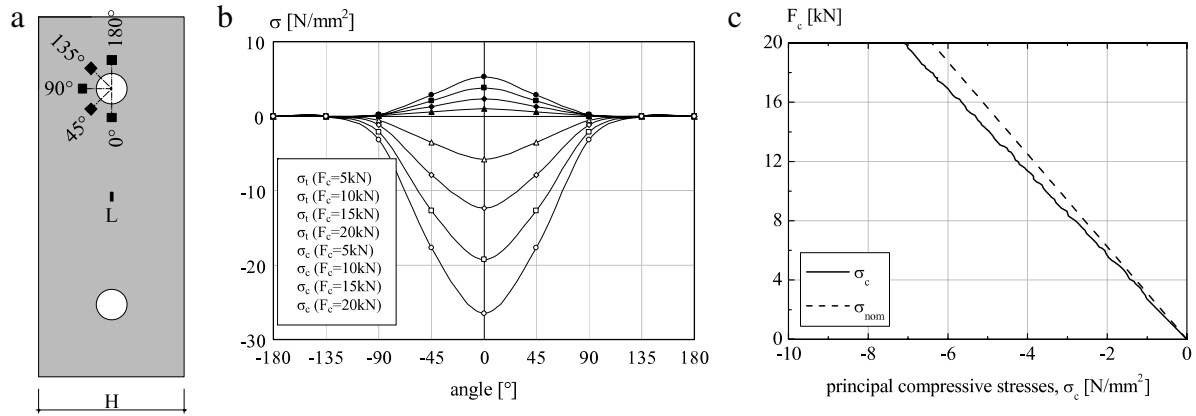 a
180°
135°
90°
45°
0°
L
H
b
σ [N/mm²]
10
0
-10
-20
-30
σt (Fc=5kN)
σt (Fc=10kN)
σt (Fc=15kN)
σt (Fc=20kN)
σc (Fc=5kN)
σc (Fc=10kN)
σc (Fc=15kN)
σc (Fc=20kN)
-180 -135 -90 -45 0 45 90 135 180
angle [°]
c
Fc [kN]
20
16
12
8
4
0
σc
σnom
-10 -8 -6 -4 -2 0
principal compressive stresses, σc [N/mm²]